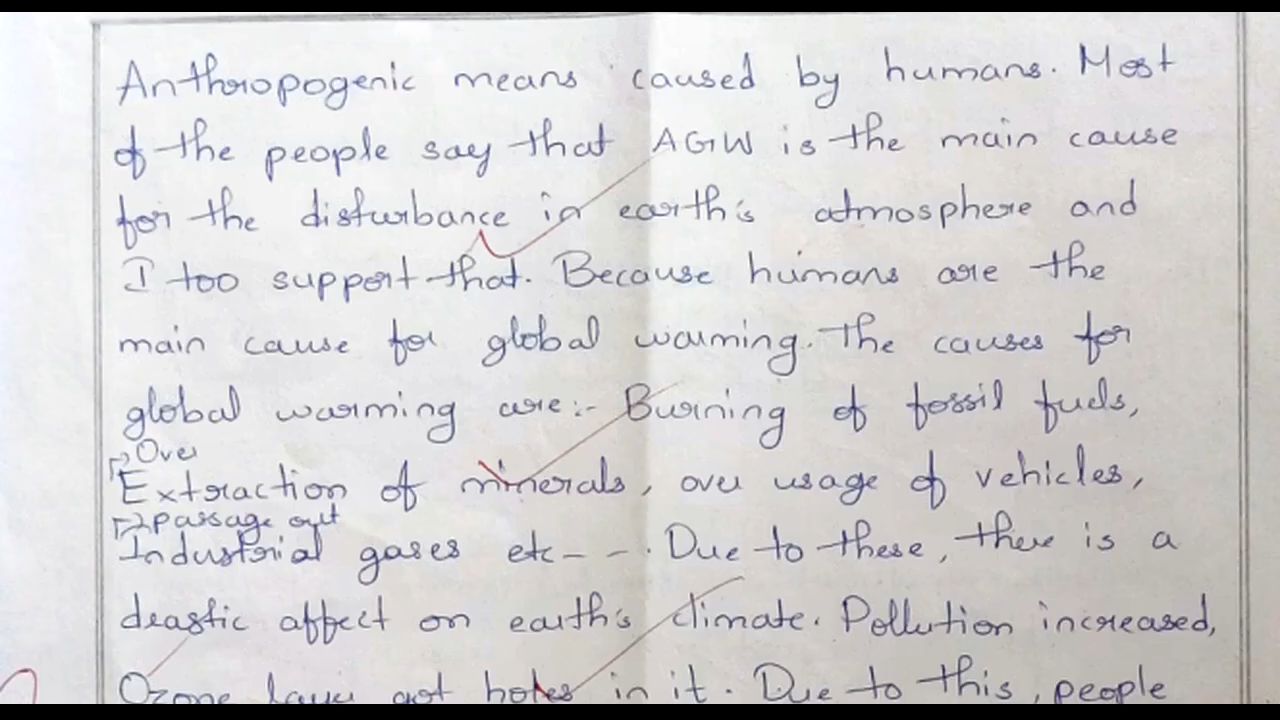 Anthropogenic means caused by humans. Most
of the people say that AGW is the main cause
for the disturbance in earth's atmosphere and
I too support that. Because humans are the
main cause for global warming. The causes for
global warming are:- Burning of fossil fuels,
Over
Extraction of minerals, over usage of vehicles,
passage out
Industrial gases etc- - . Due to these, there is a
drastic affect on earth's climate. Pollution increased,
Ozone layer got holes in it. Due to this, people